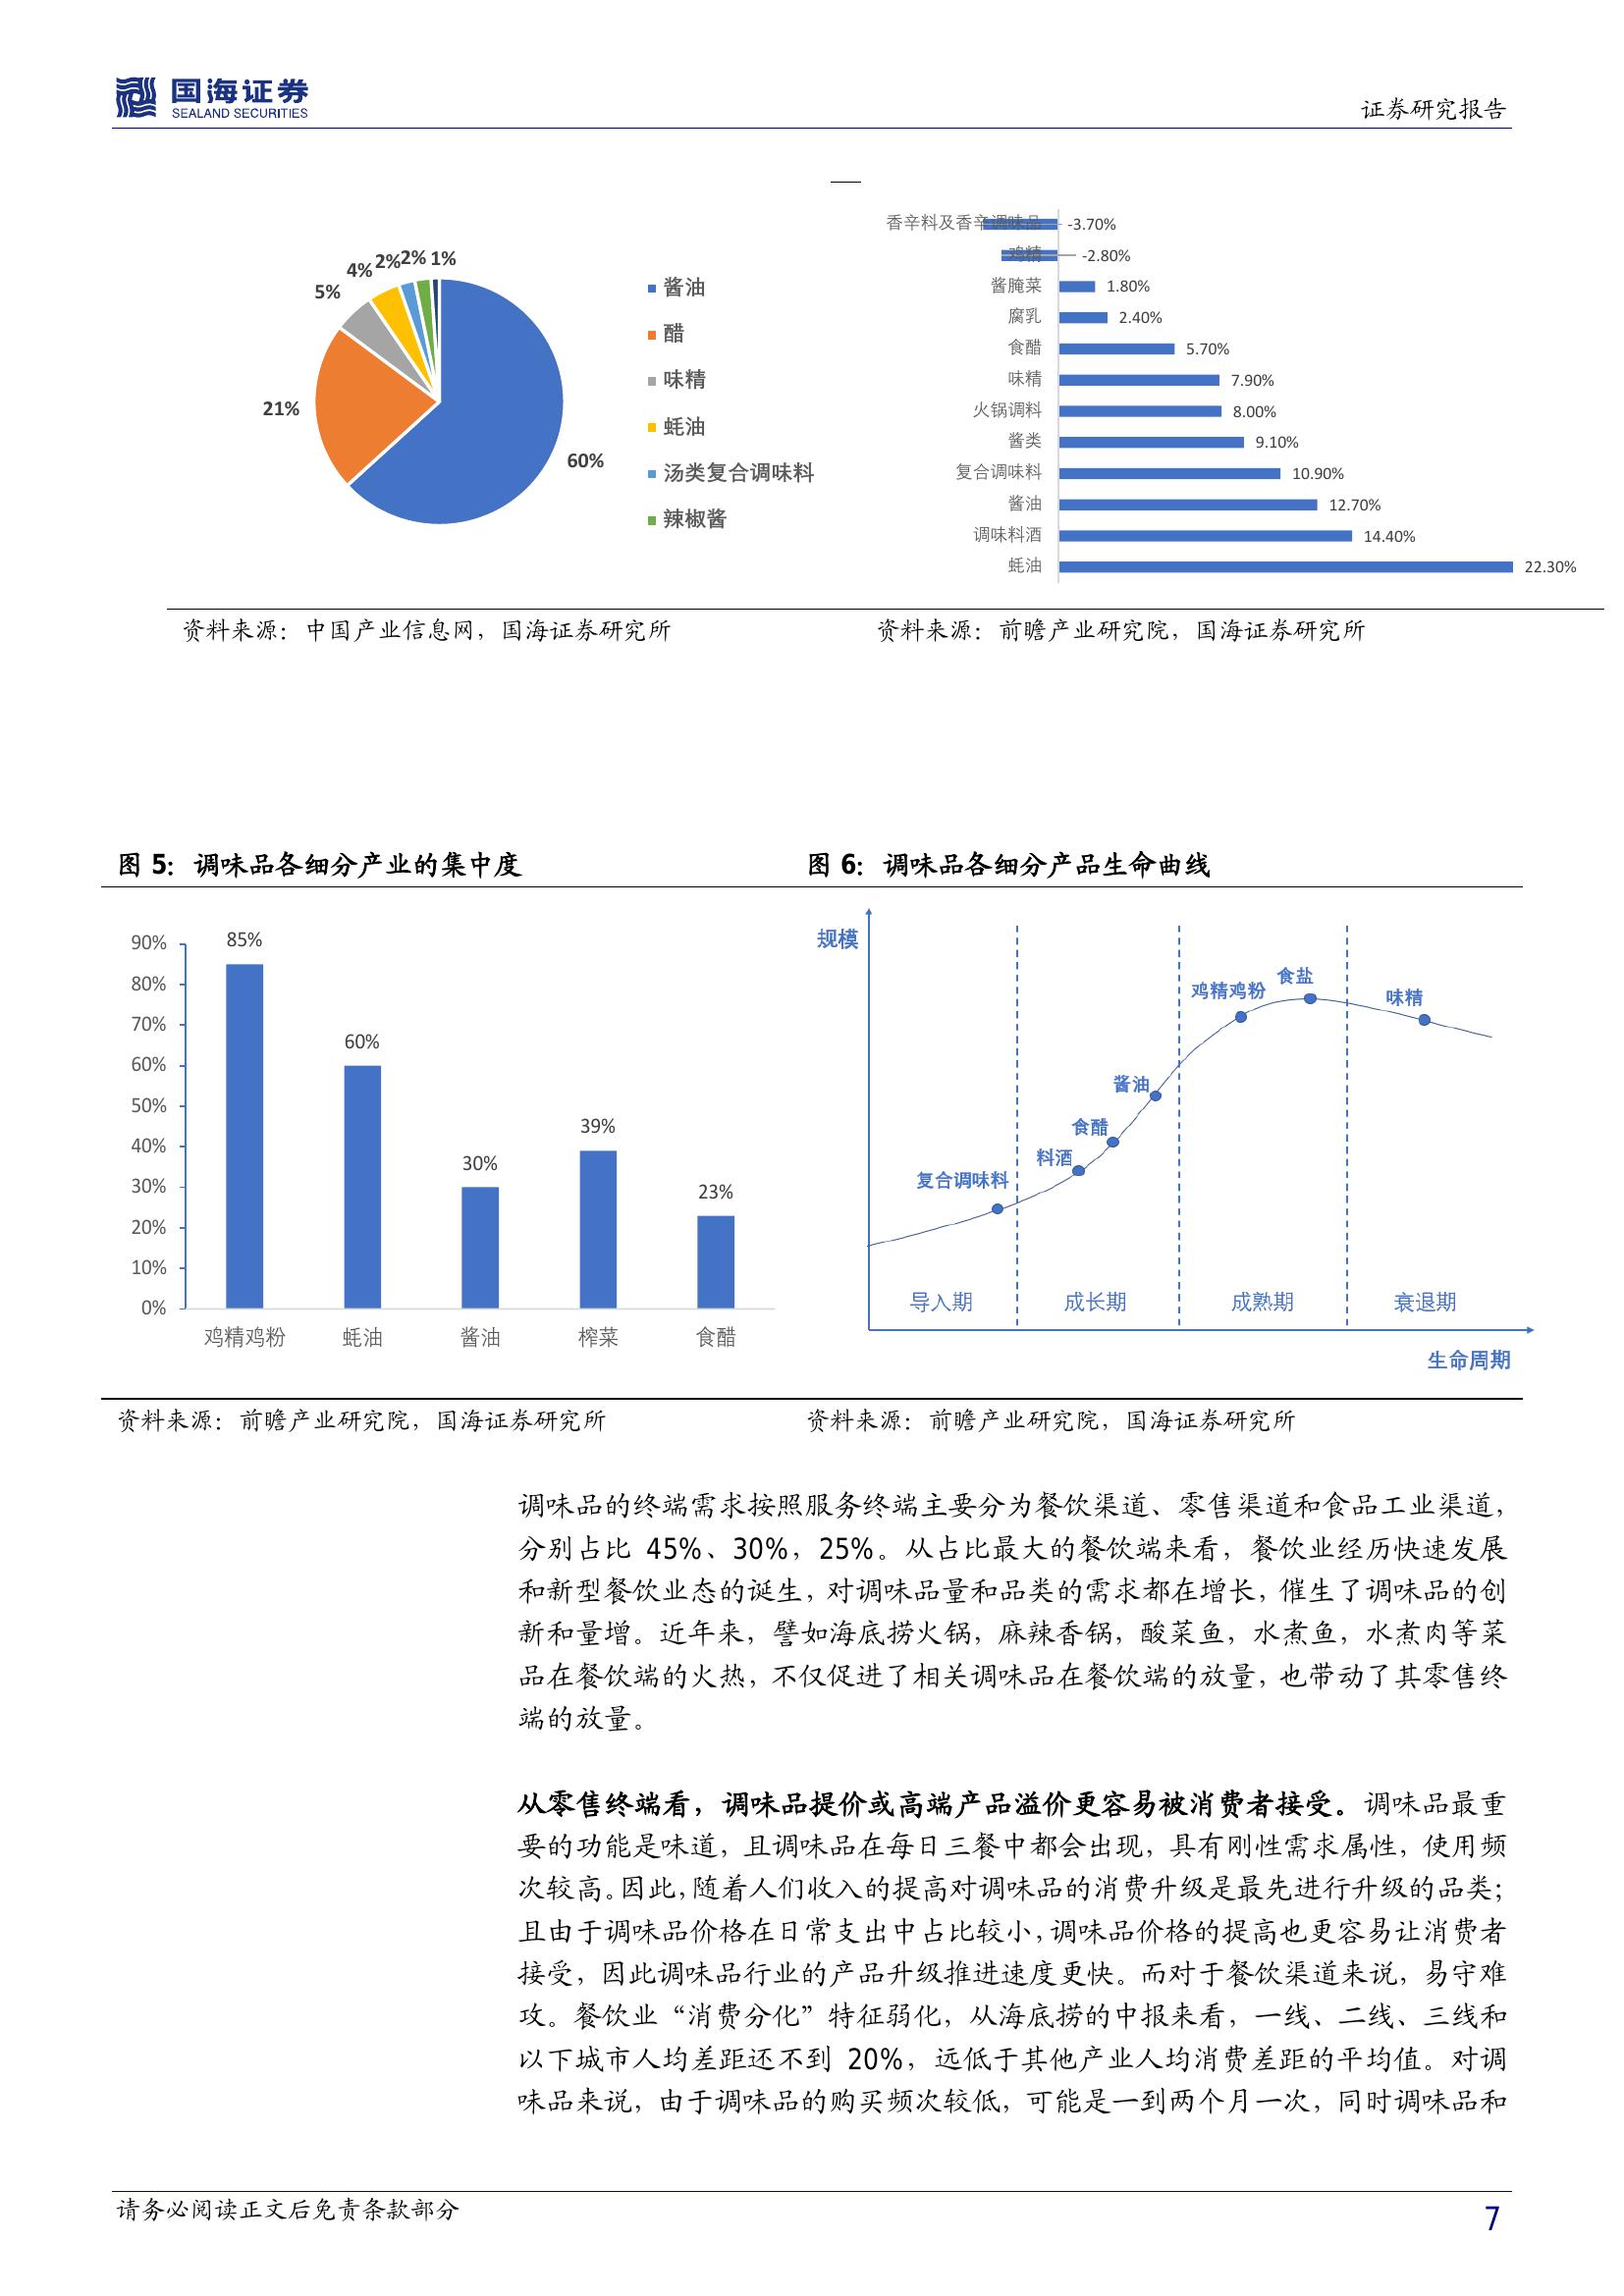 国海证券
SEALAND SECURITIES
证券研究报告
60%
21%
5%
4%
2%
2%
1%
酱油
醋
味精
蚝油
汤类复合调味料
辣椒酱
香辛料及香辛调味品 -3.70%
鸡精 -2.80%
酱腌菜 1.80%
腐乳 2.40%
食醋 5.70%
味精 7.90%
火锅调料 8.00%
酱类 9.10%
复合调味料 10.90%
酱油 12.70%
调味料酒 14.40%
蚝油 22.30%
资料来源：中国产业信息网，国海证券研究所
资料来源：前瞻产业研究院，国海证券研究所
图 5：调味品各细分产业的集中度
90%
80%
70%
60%
50%
40%
30%
20%
10%
0%
85%
60%
30%
39%
23%
鸡精鸡粉 蚝油 酱油 榨菜 食醋
资料来源：前瞻产业研究院，国海证券研究所
图 6：调味品各细分产品生命曲线
规模
复合调味料
料酒
食醋
酱油
鸡精鸡粉
食盐
味精
导入期 成长期 成熟期 衰退期
生命周期
资料来源：前瞻产业研究院，国海证券研究所
调味品的终端需求按照服务终端主要分为餐饮渠道、零售渠道和食品工业渠道，
分别占比 45%、30%，25%。从占比最大的餐饮端来看，餐饮业经历快速发展
和新型餐饮业态的诞生，对调味品量和品类的需求都在增长，催生了调味品的创
新和量增。近年来，譬如海底捞火锅，麻辣香锅，酸菜鱼，水煮鱼，水煮肉等菜
品在餐饮端的火热，不仅促进了相关调味品在餐饮端的放量，也带动了其零售终
端的放量。
从零售终端看，调味品提价或高端产品溢价更容易被消费者接受。调味品最重
要的功能是味道，且调味品在每日三餐中都会出现，具有刚性需求属性，使用频
次较高。因此，随着人们收入的提高对调味品的消费升级是最先进行升级的品类；
且由于调味品价格在日常支出中占比较小，调味品价格的提高也更容易让消费者
接受，因此调味品行业的产品升级推进速度更快。而对于餐饮渠道来说，易守难
攻。餐饮业“消费分化”特征弱化，从海底捞的中报来看，一线、二线、三线和
以下城市人均差距还不到 20%，远低于其他产业人均消费差距的平均值。对调
味品来说，由于调味品的购买频次较低，可能是一到两个月一次，同时调味品和
请务必阅读正文后免责条款部分
7